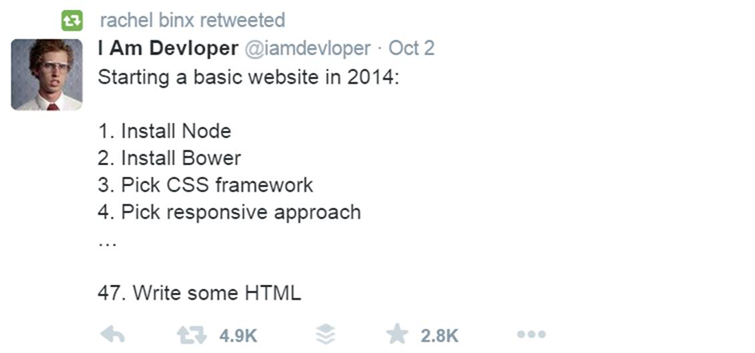 rachel binx retweeted
I Am Devloper @iamdevloper · Oct 2
Starting a basic website in 2014:
1. Install Node
2. Install Bower
3. Pick CSS framework
4. Pick responsive approach
...
47. Write some HTML
4.9K 2.8K